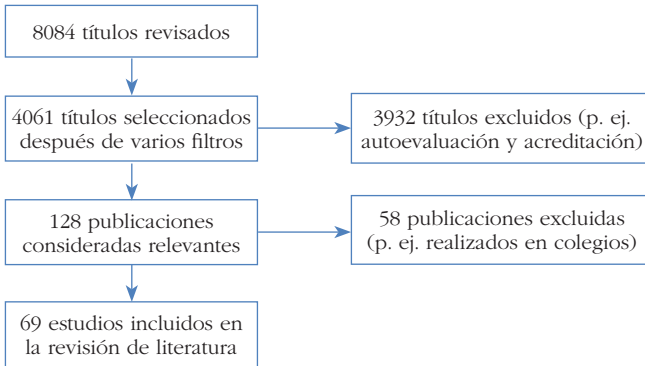 8084 títulos revisados
4061 títulos seleccionados
después de varios filtros
3932 títulos excluidos (p. ej.
autoevaluación y acreditación)
128 publicaciones
consideradas relevantes
58 publicaciones excluidas
(p. ej. realizados en colegios)
69 estudios incluidos en
la revisión de literatura